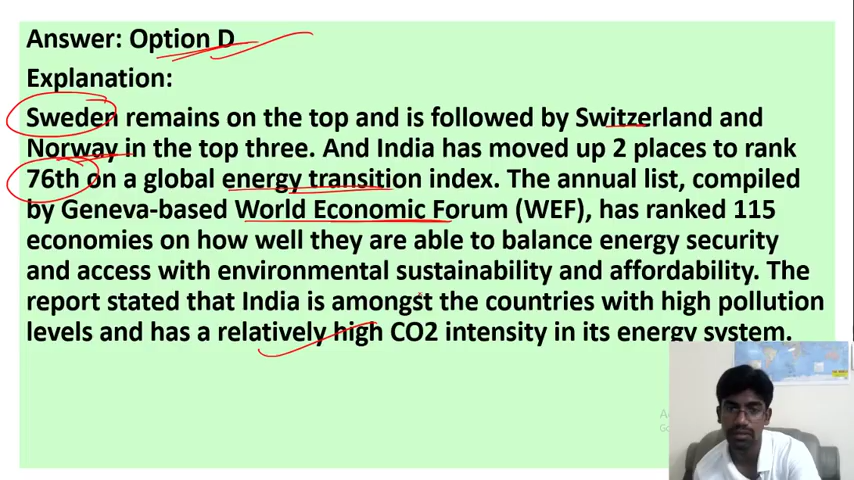 Answer: Option D
Explanation:
Sweden remains on the top and is followed by Switzerland and
Norway in the top three. And India has moved up 2 places to rank
76th on a global energy transition index. The annual list, compiled
by Geneva-based World Economic Forum (WEF), has ranked 115
economies on how well they are able to balance energy security
and access with environmental sustainability and affordability. The
report stated that India is amongst the countries with high pollution
levels and has a relatively high CO2 intensity in its energy system.